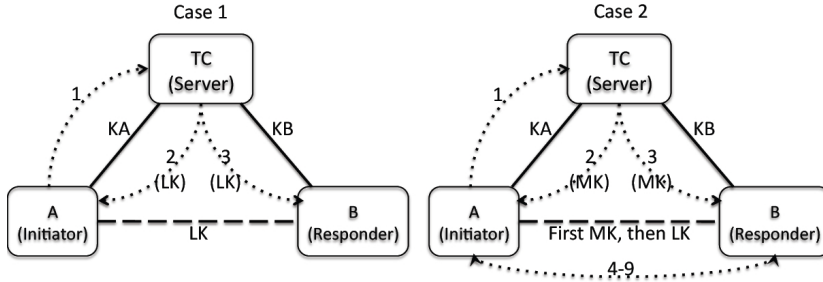 Case 1
TC
(Server)
1
KA
KB
2
(LK)
3
(LK)
A
(Initiator)
LK
B
(Responder)
Case 2
TC
(Server)
1
KA
KB
2
(MK)
3
(MK)
A
(Initiator)
First MK, then LK
B
(Responder)
4-9